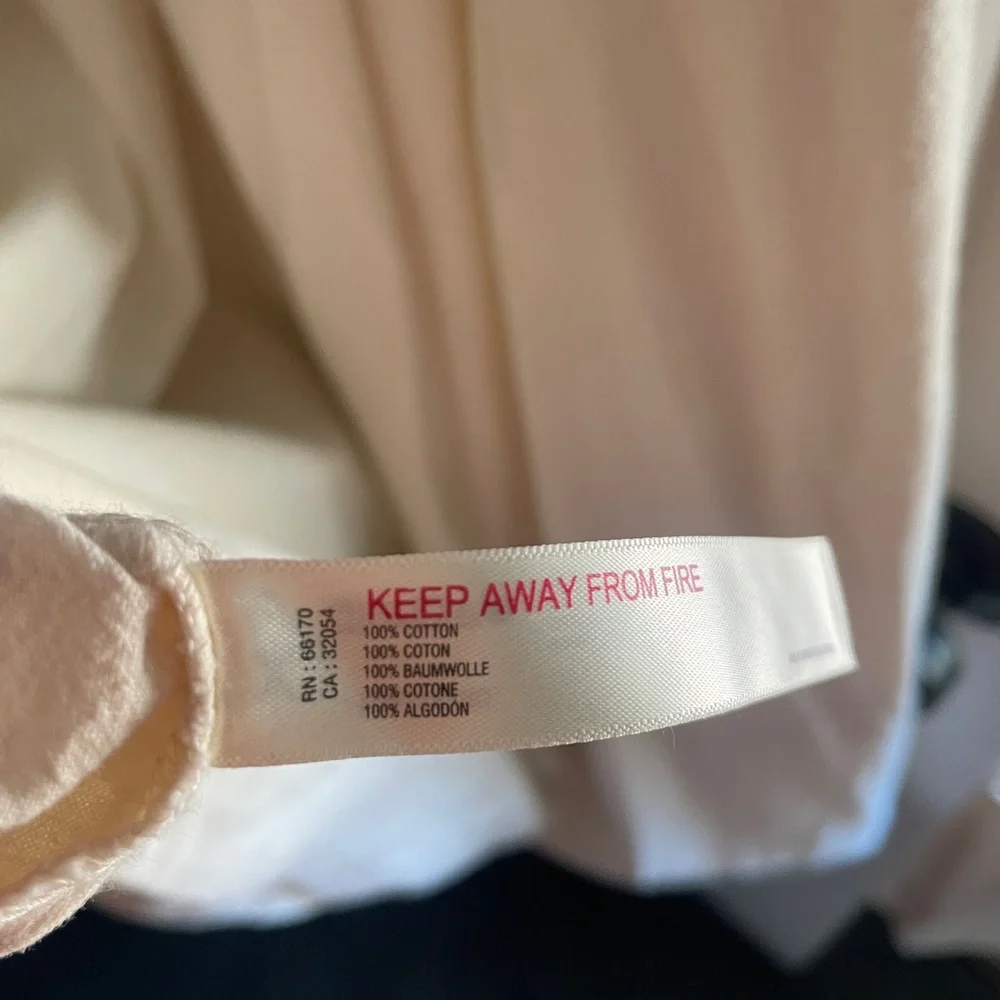 KEEP AWAY FROM FIRE
100% COTTON
100% COTON
100% BAUMWOLLE
100% COTONE
100% ALGODÓN
RN : 66170
CA : 32054